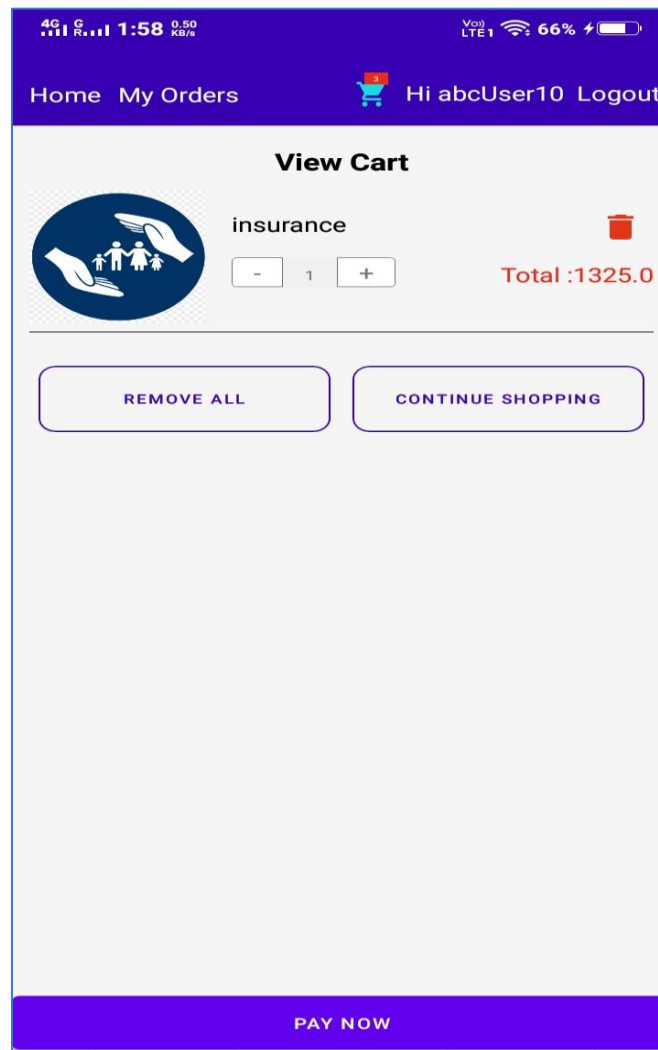 4G R 1:58 0.50 KB/s Vo)) LTE1 66%
Home My Orders 3 Hi abcUser10 Logout
View Cart
insurance
- 1 + Total :1325.0
REMOVE ALL CONTINUE SHOPPING
PAY NOW